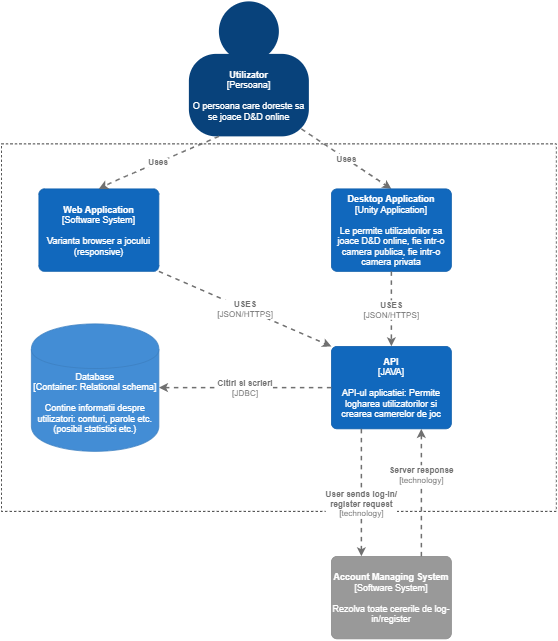 Utilizator
[Persoana]
O persoana care doreste sa
se joace D&D online
Uses
Uses
Web Application
[Software System]
Varianta browser a jocului
(responsive)
Desktop Application
[Unity Application]
Le permite utilizatorilor sa
joace D&D online, fie intr-o
camera publica, fie intr-o
camera privata
USES
[JSON/HTTPS]
USES
[JSON/HTTPS]
Database
[Container: Relational schema]
Contine informatii despre
utilizatori: conturi, parole etc.
(posibil statistici etc.)
Citiri si scrieri
[JDBC]
API
[JAVA]
API-ul aplicatiei: Permite
logharea utilizatorilor si
crearea camerelor de joc
Server response
[technology]
User sends log-in/
register request
[technology]
Account Managing System
[Software System]
Rezolva toate cererile de log-
in/register